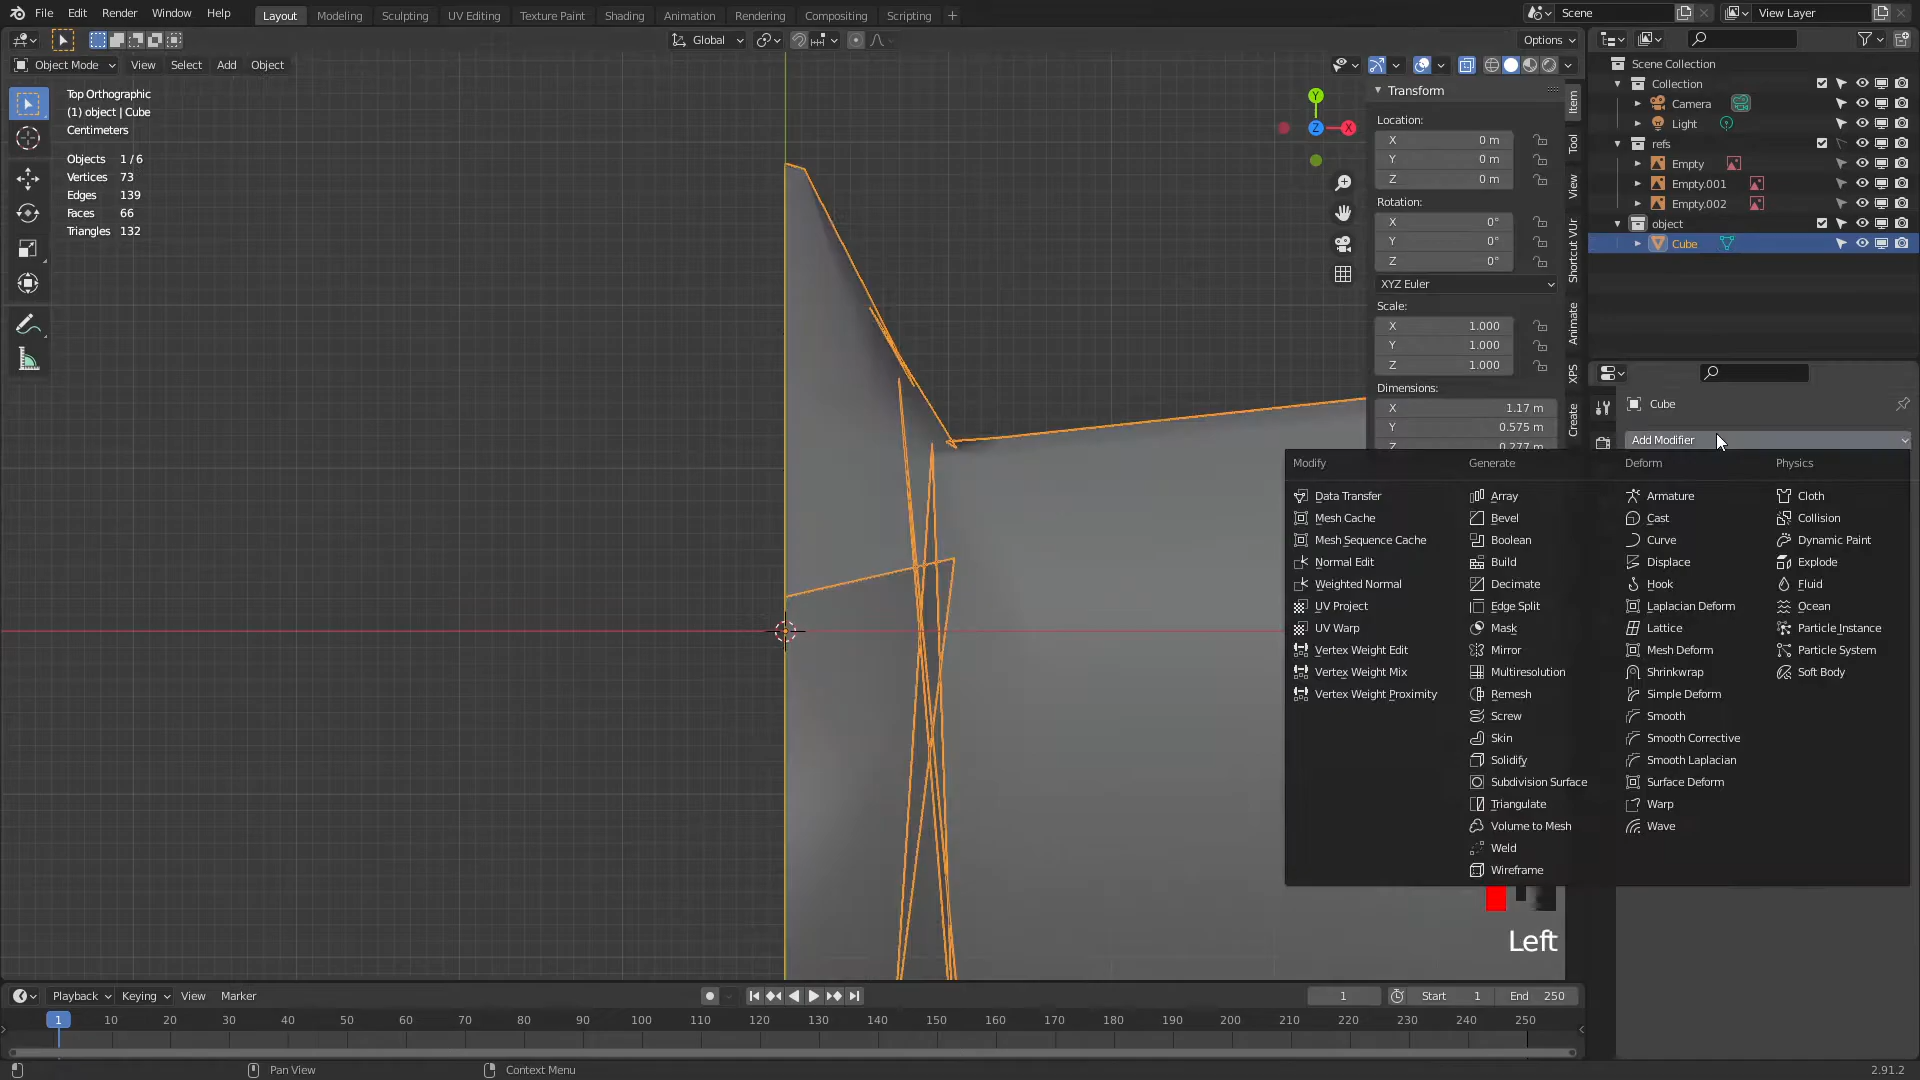 File Edit Render Window Help
Layout Modeling Sculpting UV Editing Texture Paint Shading Animation Rendering Compositing Scripting +
Scene
View Layer
Global
Options
Object Mode View Select Add Object
Top Orthographic
(1) object | Cube
Centimeters
Objects 1 / 6
Vertices 73
Edges 139
Faces 66
Triangles 132
Y
Z
X
Transform
Location:
X 0 m
Y 0 m
Z 0 m
Rotation:
X 0°
Y 0°
Z 0°
XYZ Euler
Scale:
X 1.000
Y 1.000
Z 1.000
Dimensions:
X 1.17 m
Y 0.575 m
Z 0.277 m
Item
Tool
View
Shortcut VUr
Animate
XPS
Create
Scene Collection
Collection
Camera
Light
refs
Empty
Empty.001
Empty.002
object
Cube
Cube
Add Modifier
Modify
Data Transfer
Mesh Cache
Mesh Sequence Cache
Normal Edit
Weighted Normal
UV Project
UV Warp
Vertex Weight Edit
Vertex Weight Mix
Vertex Weight Proximity
Generate
Array
Bevel
Boolean
Build
Decimate
Edge Split
Mask
Mirror
Multiresolution
Remesh
Screw
Skin
Solidify
Subdivision Surface
Triangulate
Volume to Mesh
Weld
Wireframe
Deform
Armature
Cast
Curve
Displace
Hook
Laplacian Deform
Lattice
Mesh Deform
Shrinkwrap
Simple Deform
Smooth
Smooth Corrective
Smooth Laplacian
Surface Deform
Warp
Wave
Physics
Cloth
Collision
Dynamic Paint
Explode
Fluid
Ocean
Particle Instance
Particle System
Soft Body
Left
Playback Keying View Marker
1
Start 1
End 250
1 10 20 30 40 50 60 70 80 90 100 110 120 130 140 150 160 170 180 190 200 210 220 230 240 250
Pan View
Context Menu
2.91.2